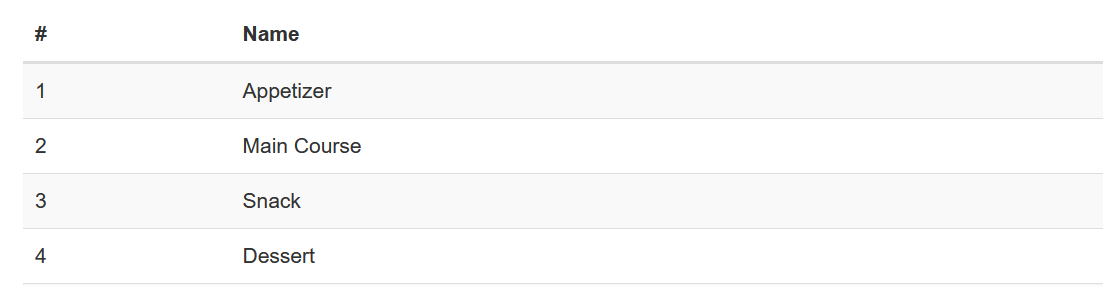 # Name
1 Appetizer
2 Main Course
3 Snack
4 Dessert